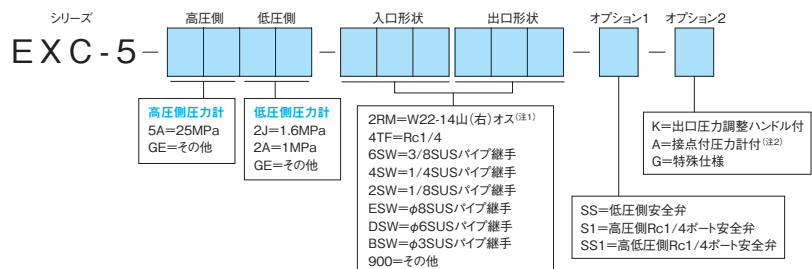 シリーズ
高圧側
低圧側
入口形状
出口形状
オプション1
オプション2
EXC-5 – – – –
高圧側圧力計
5A=25MPa
GE=その他
低圧側圧力計
2J=1.6MPa
2A=1MPa
GE=その他
2RM=W22-14山(右)オス(注1)
4TF=Rc1/4
6SW=3/8SUSパイプ継手
4SW=1/4SUSパイプ継手
2SW=1/8SUSパイプ継手
ESW=φ8SUSパイプ継手
DSW=φ6SUSパイプ継手
BSW=φ3SUSパイプ継手
900=その他
SS=低圧側安全弁
S1=高圧側Rc1/4ポート安全弁
SS1=高低圧側Rc1/4ポート安全弁
K=出口圧力調整ハンドル付
A=接点付圧力計付(注2)
G=特殊仕様